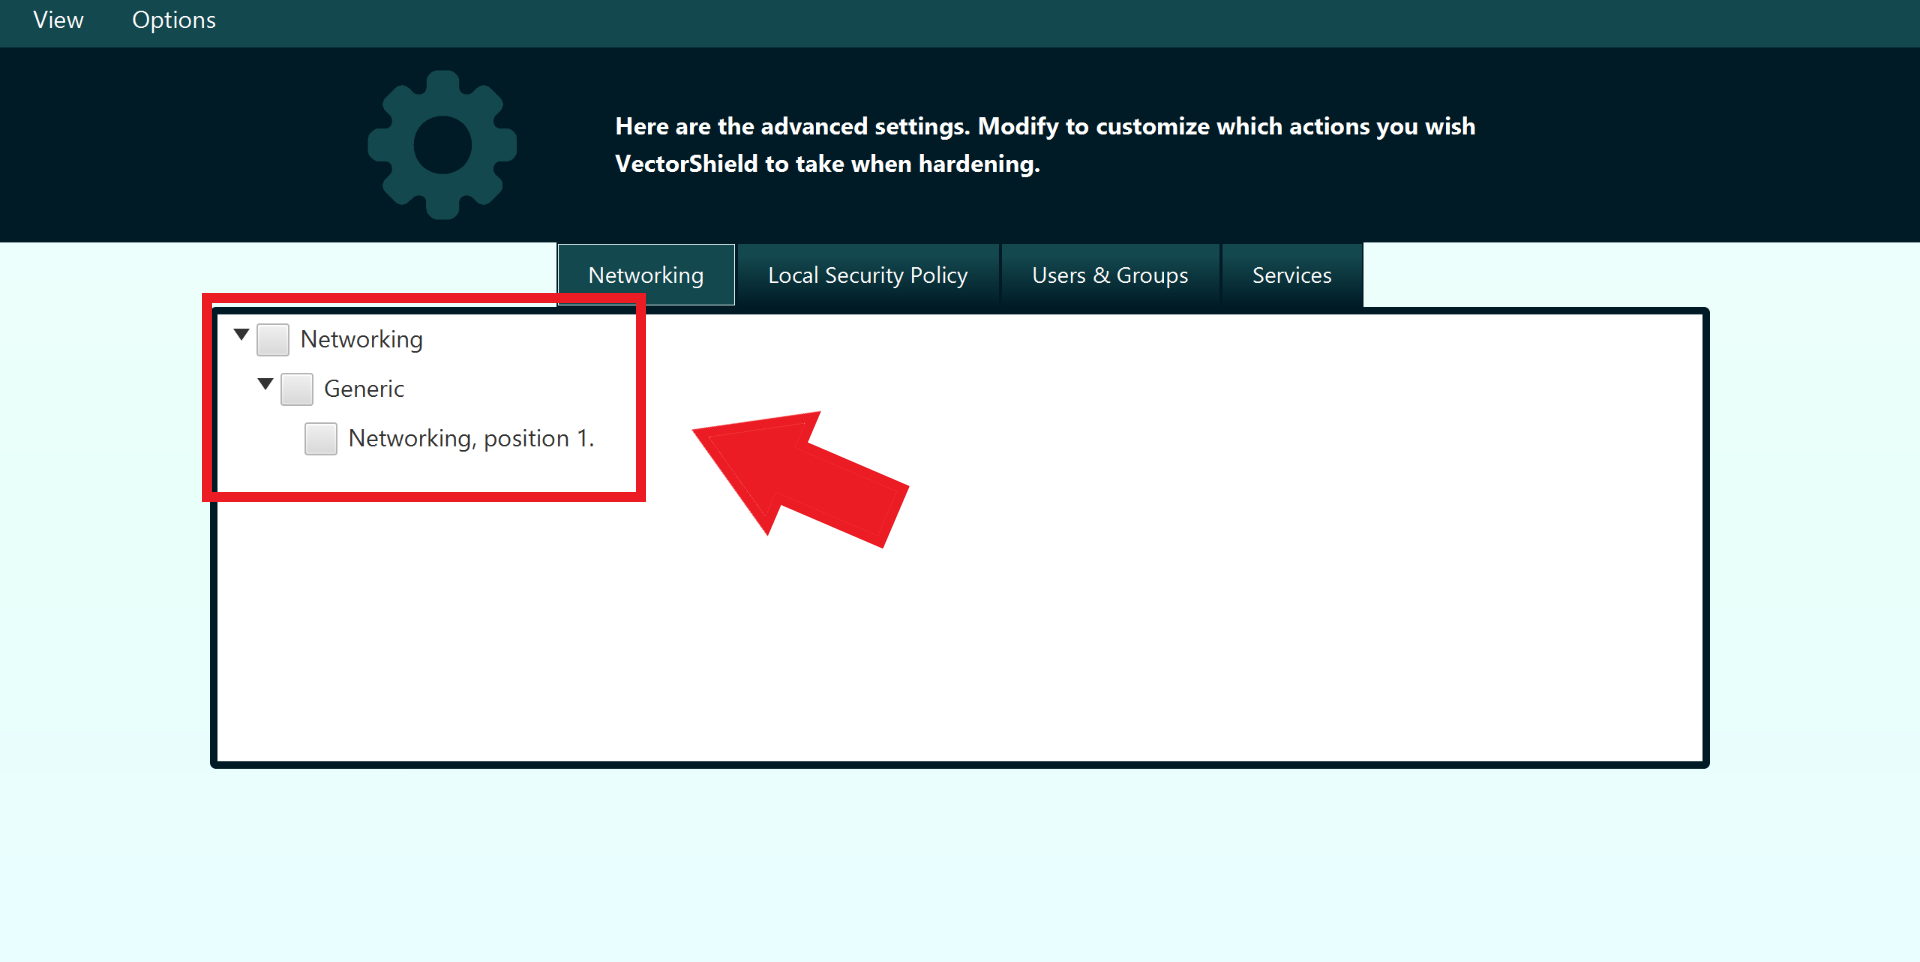 View Options
Here are the advanced settings. Modify to customize which actions you wish
VectorShield to take when hardening.
Networking Local Security Policy Users & Groups Services
Networking
Generic
Networking, position 1.